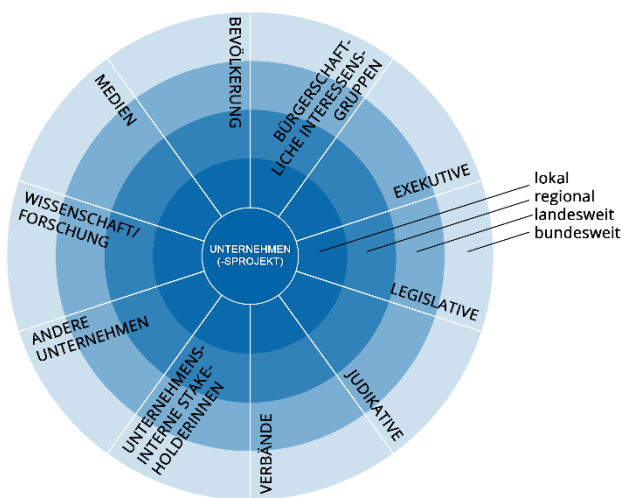 BEVÖLKERUNG
BÜRGERSCHAFT-
LICHE INTERESSENS-
GRUPPEN
EXEKUTIVE
LEGISLATIVE
JUDIKATIVE
VERBÄNDE
UNTERNEHMENS-
INTERNE STAKE-
HOLDERINNEN
ANDERE
UNTERNEHMEN
WISSENSCHAFT/
FORSCHUNG
MEDIEN
UNTERNEHMEN
(-SPROJEKT)
lokal
regional
landesweit
bundesweit